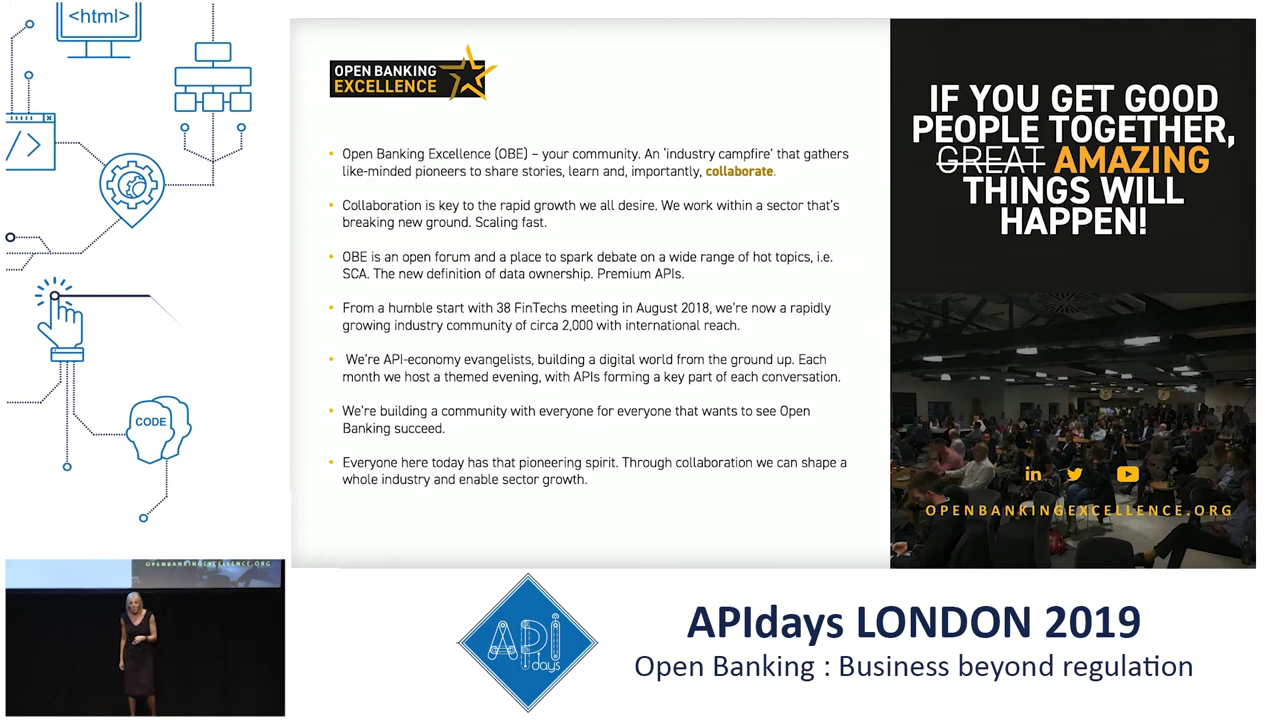 <html>
</>
CODE
OPEN BANKING
EXCELLENCE
• Open Banking Excellence (OBE) – your community. An 'industry campfire' that gathers
like-minded pioneers to share stories, learn and, importantly, collaborate.
• Collaboration is key to the rapid growth we all desire. We work within a sector that's
breaking new ground. Scaling fast.
• OBE is an open forum and a place to spark debate on a wide range of hot topics, i.e.
SCA. The new definition of data ownership. Premium APIs.
• From a humble start with 38 FinTechs meeting in August 2018, we're now a rapidly
growing industry community of circa 2,000 with international reach.
• We're API-economy evangelists, building a digital world from the ground up. Each
month we host a themed evening, with APIs forming a key part of each conversation.
• We're building a community with everyone for everyone that wants to see Open
Banking succeed.
• Everyone here today has that pioneering spirit. Through collaboration we can shape a
whole industry and enable sector growth.
IF YOU GET GOOD
PEOPLE TOGETHER,
GREAT AMAZING
THINGS WILL
HAPPEN!
in
OPENBANKINGEXCELLENCE.ORG
OPENBANKINGEXCELLENCE.ORG
API
days
APIdays LONDON 2019
Open Banking : Business beyond regulation